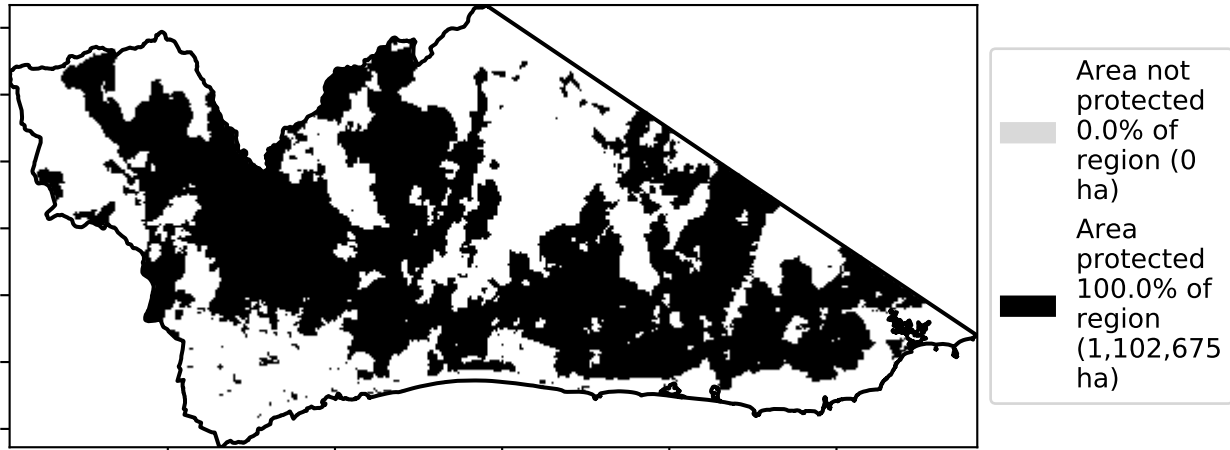 Area not
protected
0.0% of
region (0
ha)
Area
protected
100.0% of
region
(1,102,675
ha)